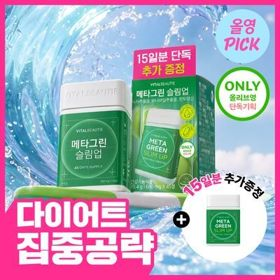 올영
PICK
15일분 단독
추가 증정
VITALBEAUTIE
메타그린
슬림업
VITALBEAUTIE
메타그린
슬림업
META
GREEN
SLIM UP
ONLY
올리브영
단독기획
다이어트
집중공략
+
15일분 추가증정
META
GREEN
SLIM UP